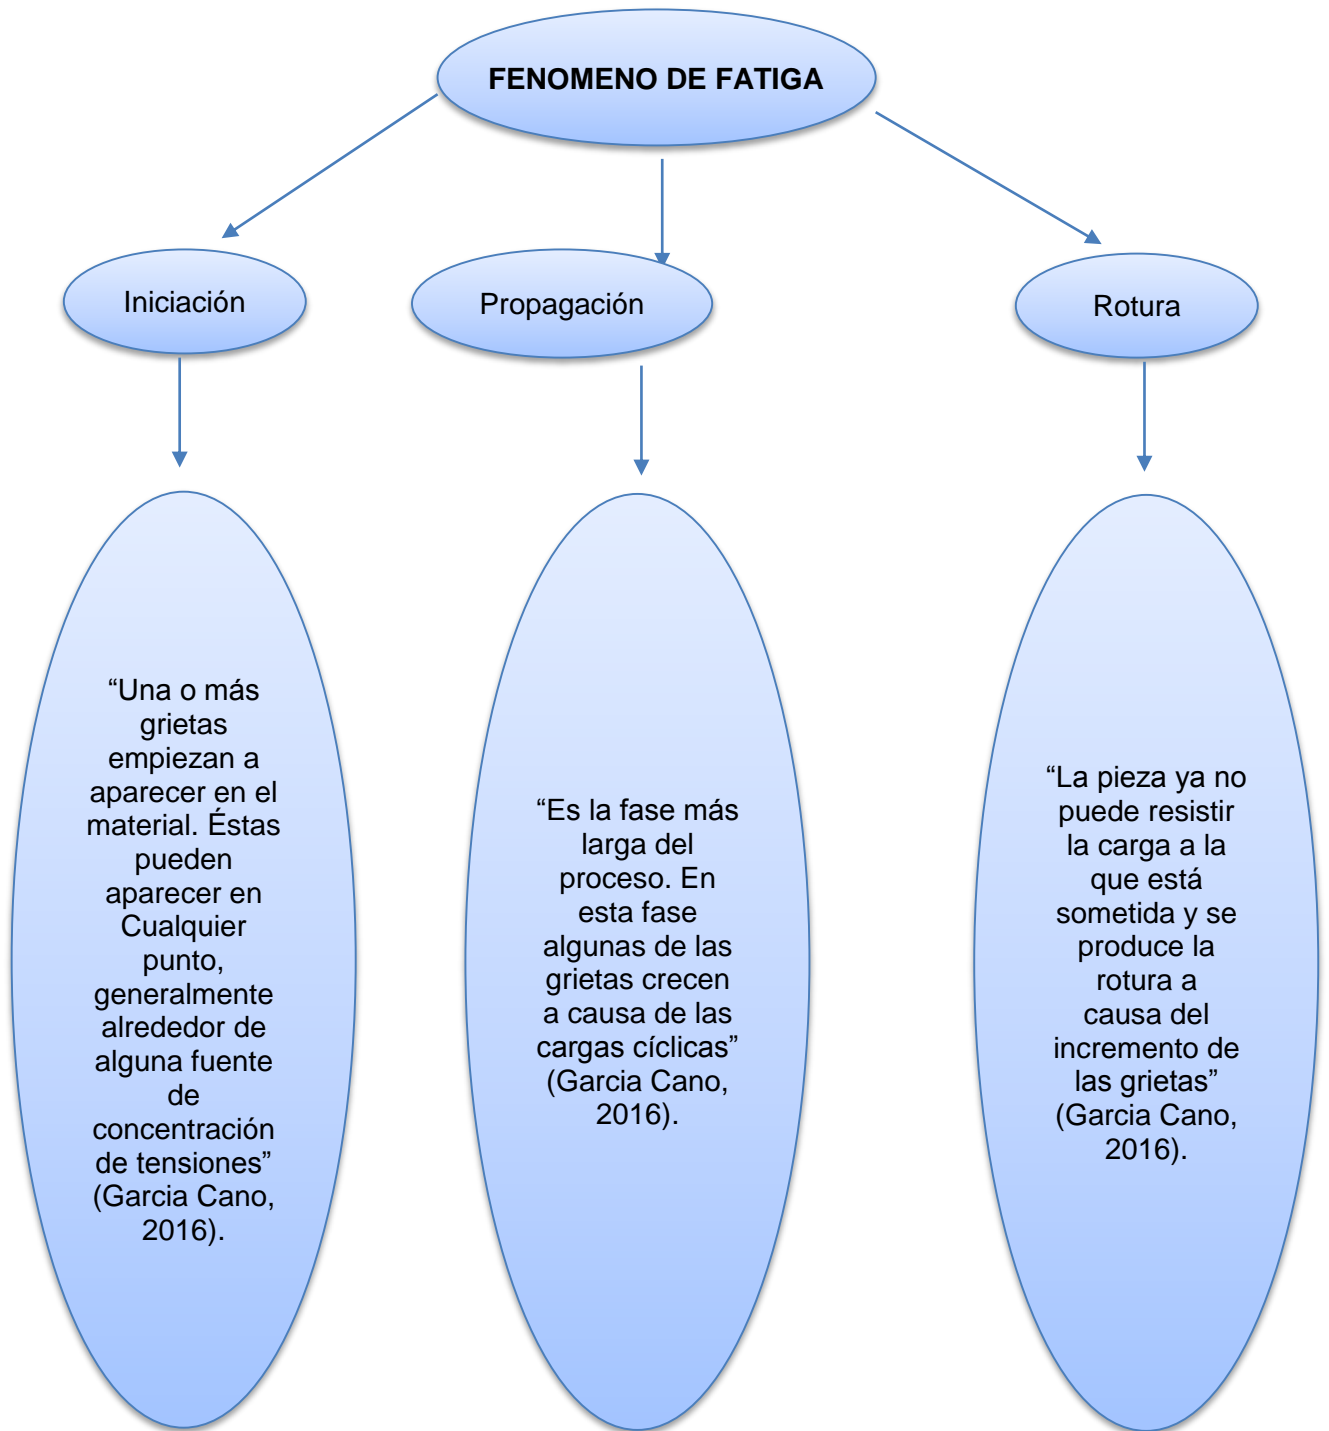 FENOMENO DE FATIGA
Iniciación
Propagación
Rotura
“Una o más
grietas
empiezan a
aparecer en el
material. Éstas
pueden
aparecer en
Cualquier
punto,
generalmente
alrededor de
alguna fuente
de
concentración
de tensiones”
(Garcia Cano,
2016).
“Es la fase más
larga del
proceso. En
esta fase
algunas de las
grietas crecen
a causa de las
cargas cíclicas”
(Garcia Cano,
2016).
“La pieza ya no
puede resistir
la carga a la
que está
sometida y se
produce la
rotura a
causa del
incremento de
las grietas”
(Garcia Cano,
2016).